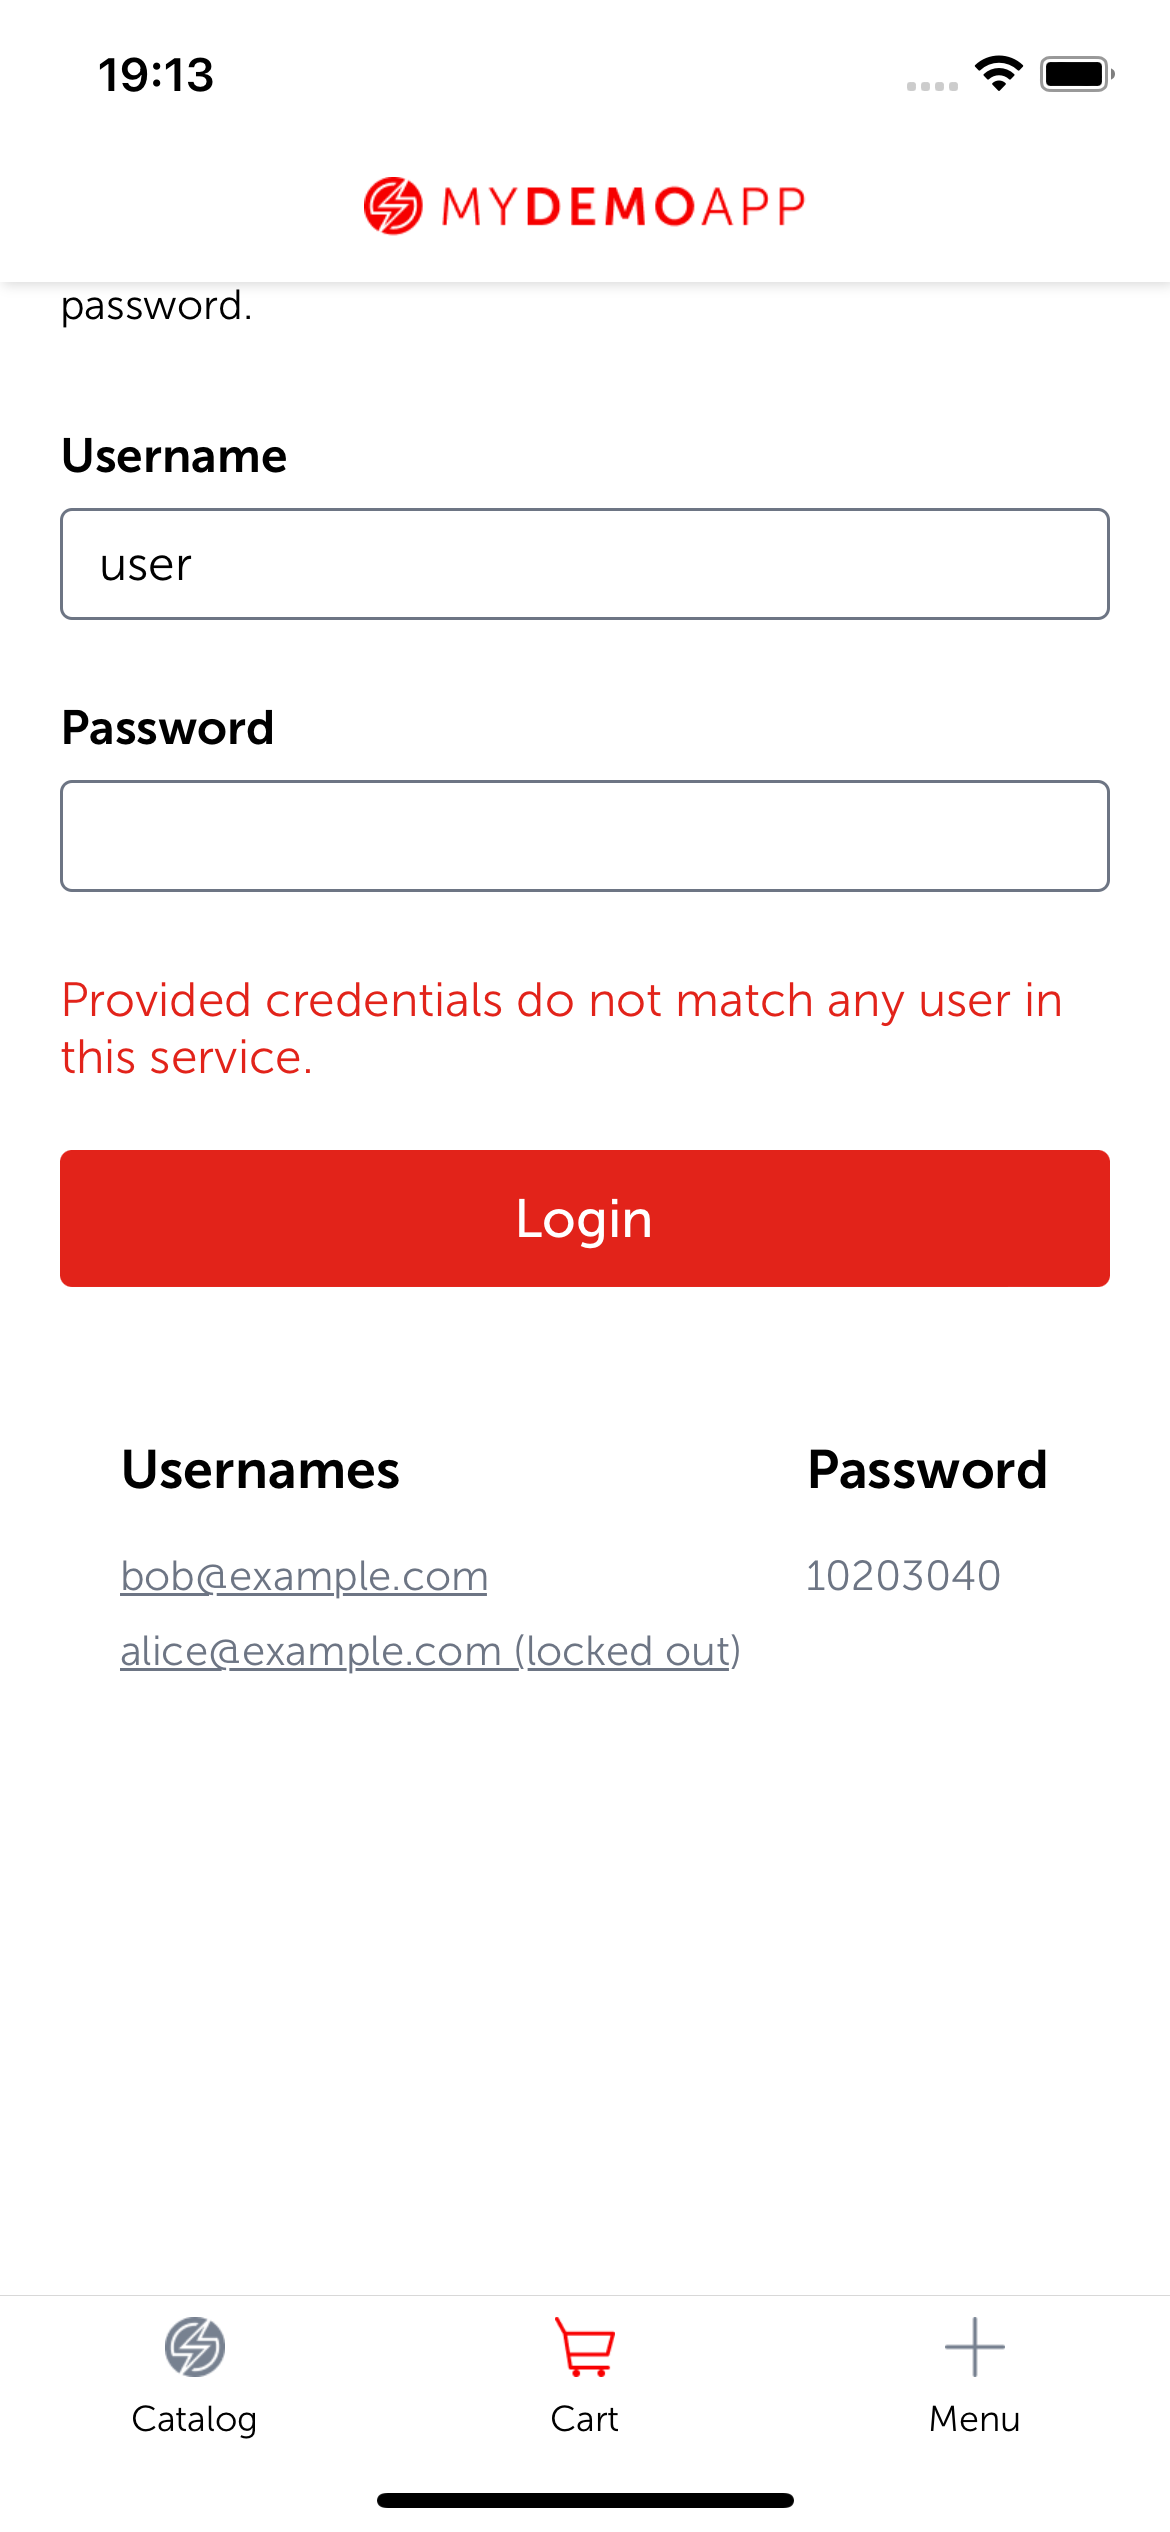 19:13
MYDEMOAPP
password.
Username
user
Password
Provided credentials do not match any user in
this service.
Login
Usernames Password
bob@example.com 10203040
alice@example.com (locked out)
Catalog Cart Menu